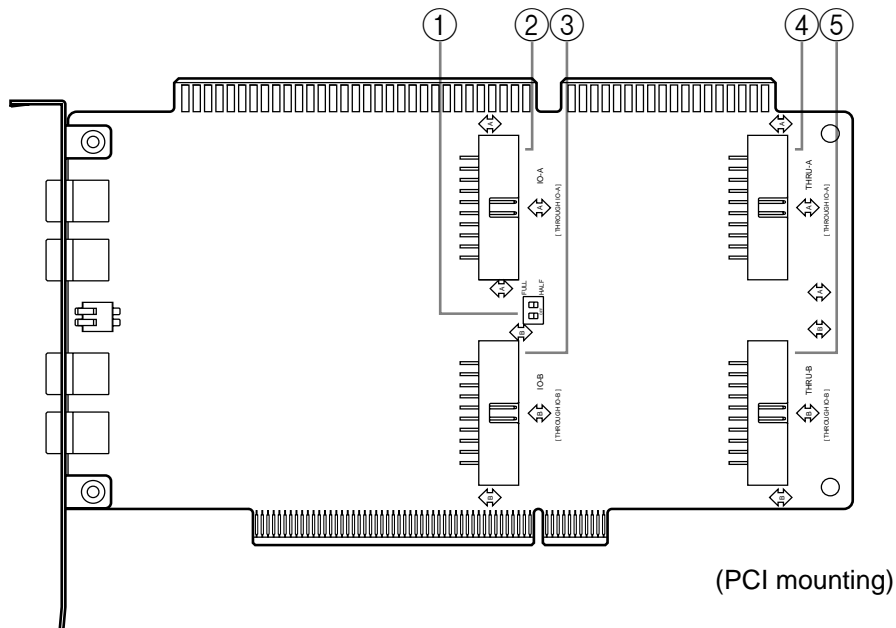 1 2 3 4 5
A
A
IO-A
A
[ THROUGH IO-A ]
THRU-A
A
[ THROUGH IO-A ]
A
FULL
HALF
A
B
B
IO-B
B
[ THROUGH IO-B ]
THRU-B
B
[ THROUGH IO-B ]
B
B
(PCI mounting)